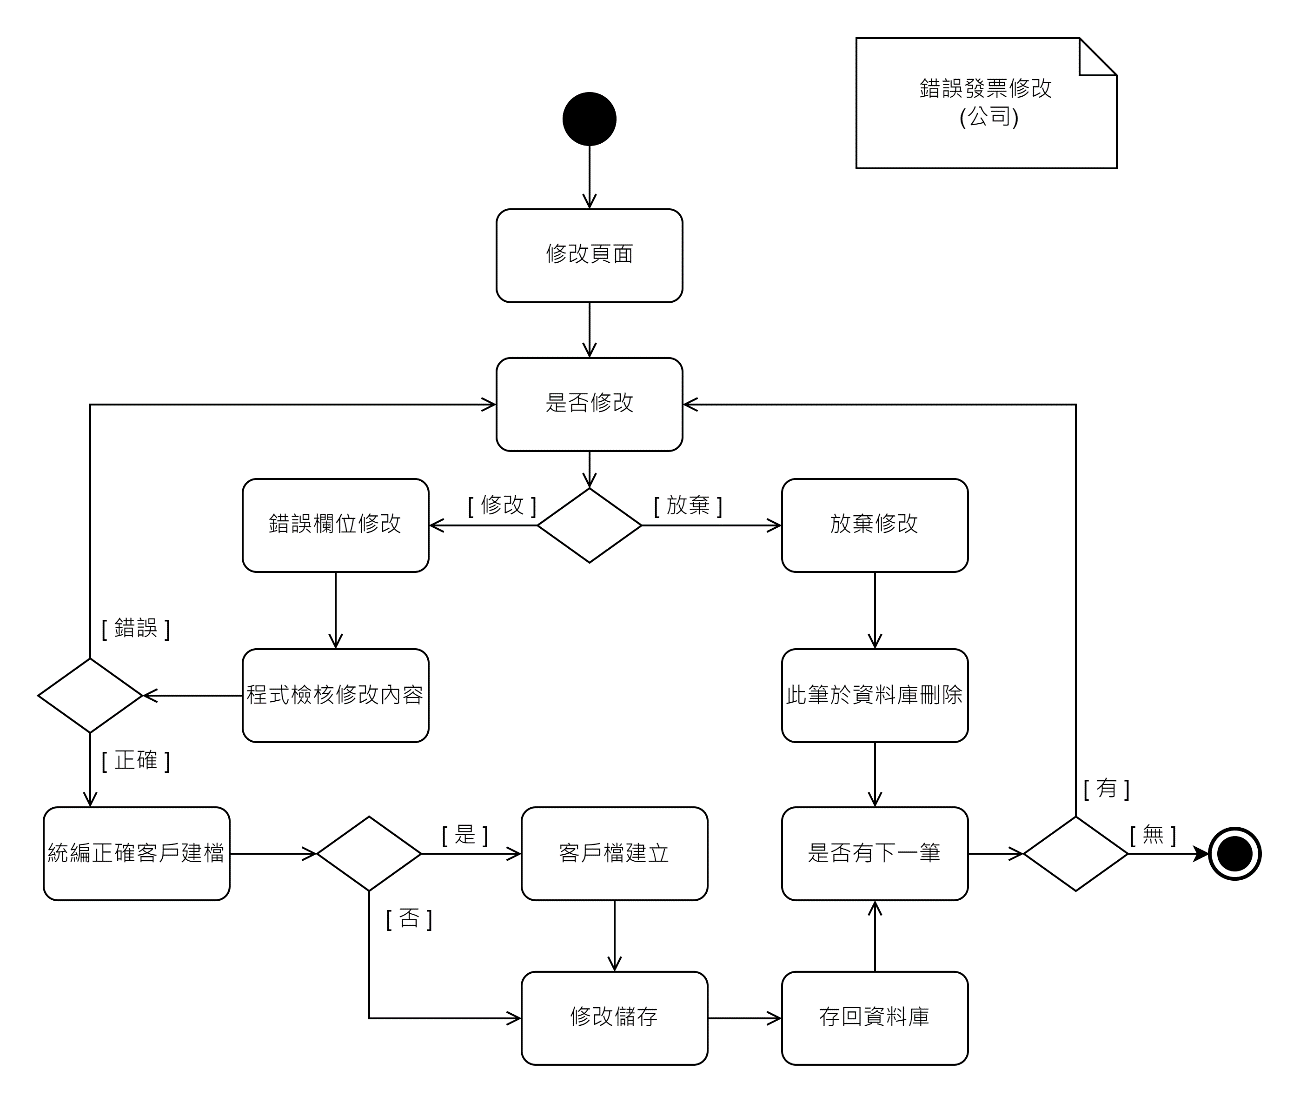 錯誤發票修改
(公司)
修改頁面
是否修改
[ 修改 ]
[ 放棄 ]
錯誤欄位修改
放棄修改
[ 錯誤 ]
程式檢核修改內容
此筆於資料庫刪除
[ 正確 ]
[ 有 ]
[ 是 ]
[ 無 ]
統編正確客戶建檔
客戶檔建立
是否有下一筆
[ 否 ]
修改儲存
存回資料庫